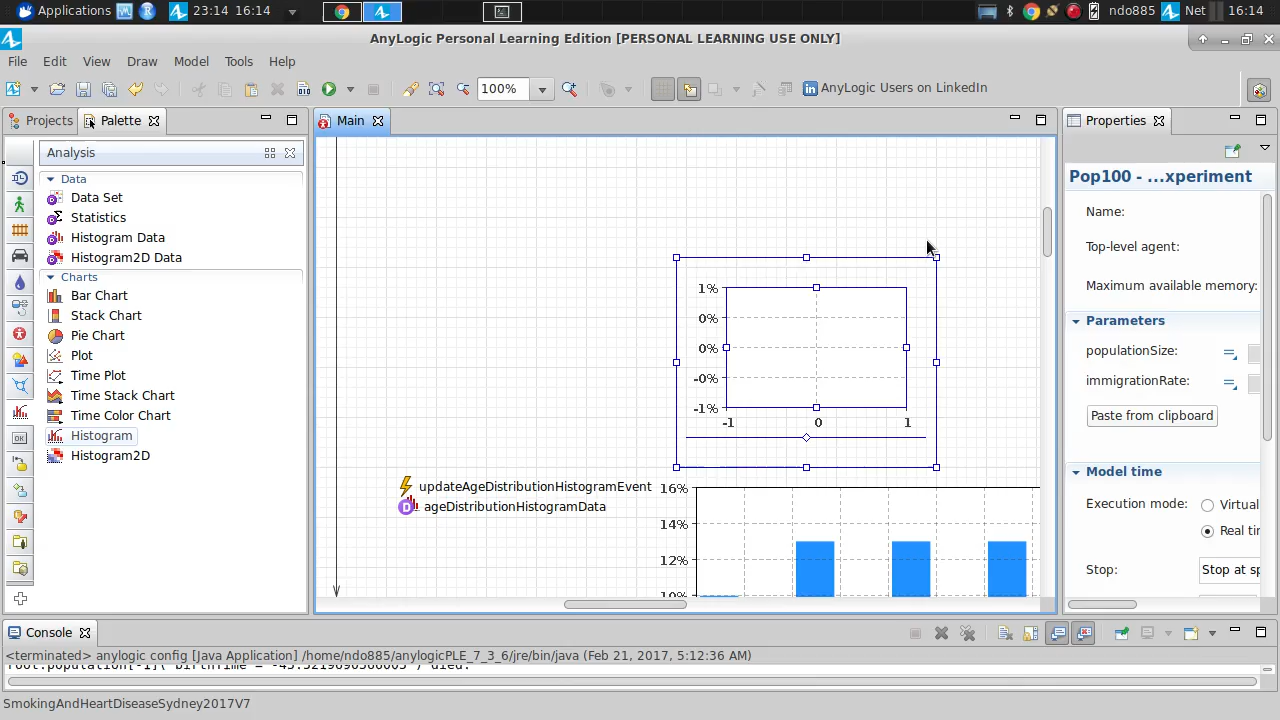 Applications 23:14 16:14 ndo885 Net 16:14
AnyLogic Personal Learning Edition [PERSONAL LEARNING USE ONLY]
File Edit View Draw Model Tools Help
100% AnyLogic Users on LinkedIn
Projects Palette
Analysis
Data
Data Set
Statistics
Histogram Data
Histogram2D Data
Charts
Bar Chart
Stack Chart
Pie Chart
Plot
Time Plot
Time Stack Chart
Time Color Chart
Histogram
Histogram2D
Main
1%
0%
0%
-0%
-1%
-1 0 1
updateAgeDistributionHistogramEvent
ageDistributionHistogramData
16%
14%
12%
Properties
Pop100 - ...xperiment
Name:
Top-level agent:
Maximum available memory:
Parameters
populationSize:
immigrationRate:
Paste from clipboard
Model time
Execution mode: Virtual
Real tir
Stop: Stop at sp
Console
<terminated> anylogic config [Java Application] /home/ndo885/anylogicPLE_7_3_6/jre/bin/java (Feb 21, 2017, 5:12:36 AM)
SmokingAndHeartDiseaseSydney2017V7